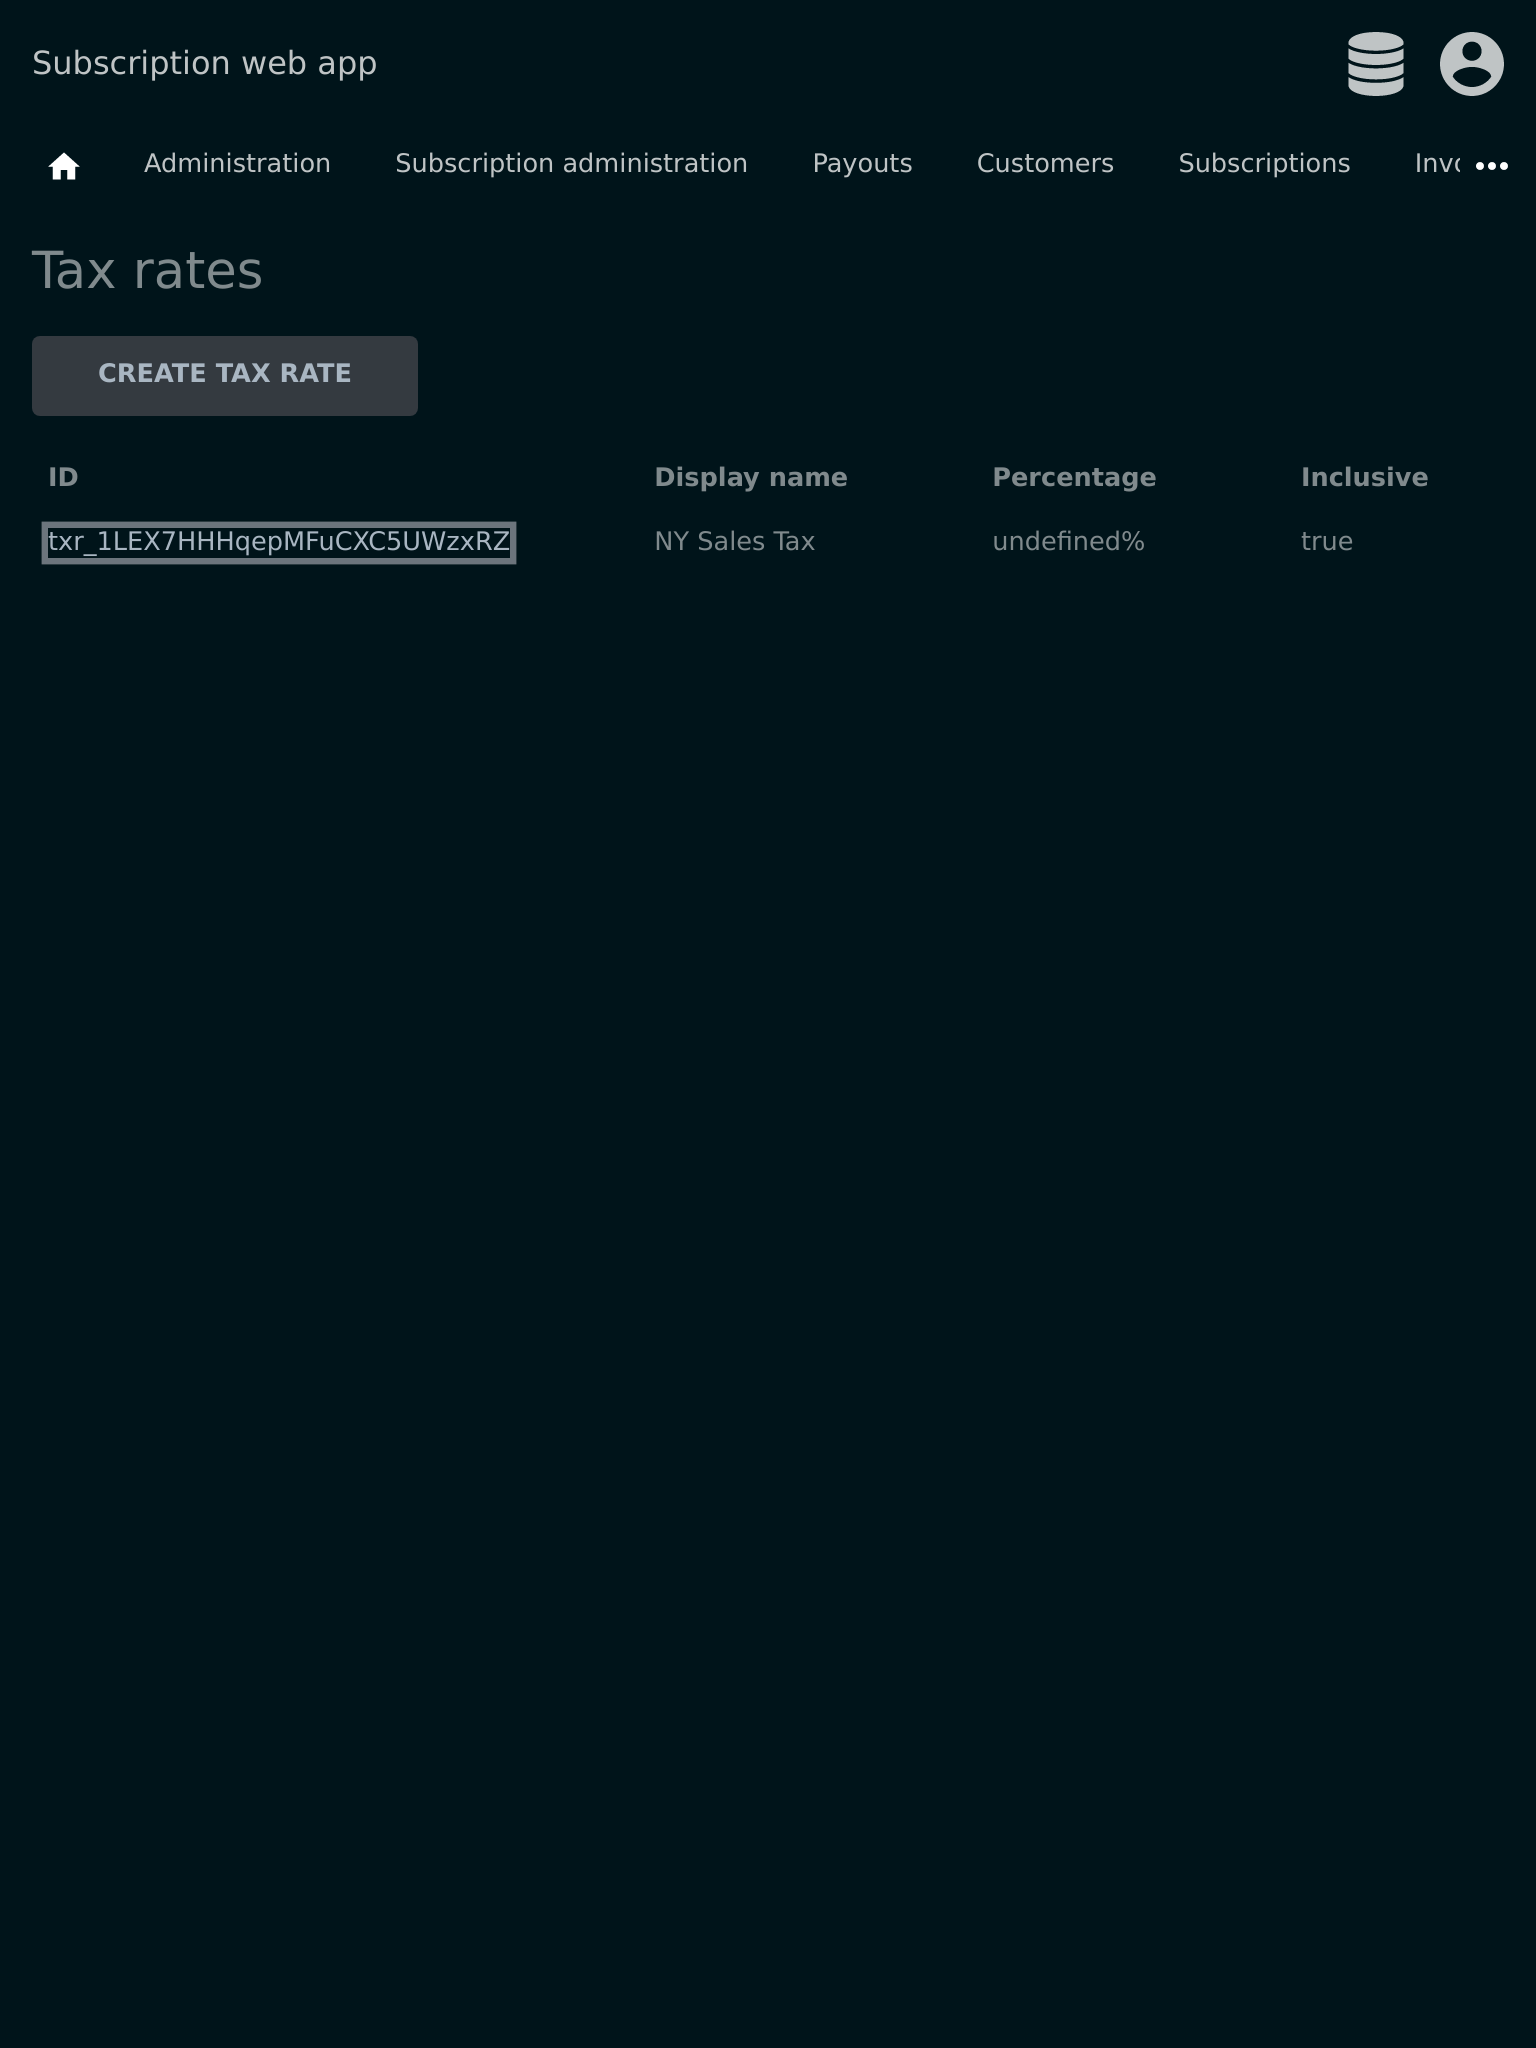 Subscription web app
Administration Subscription administration Payouts Customers Subscriptions
Tax rates
CREATE TAX RATE
ID Display name Percentage Inclusive
txr_1LEX7HHHqepMFuCXC5UWzxRZ NY Sales Tax undefined% true